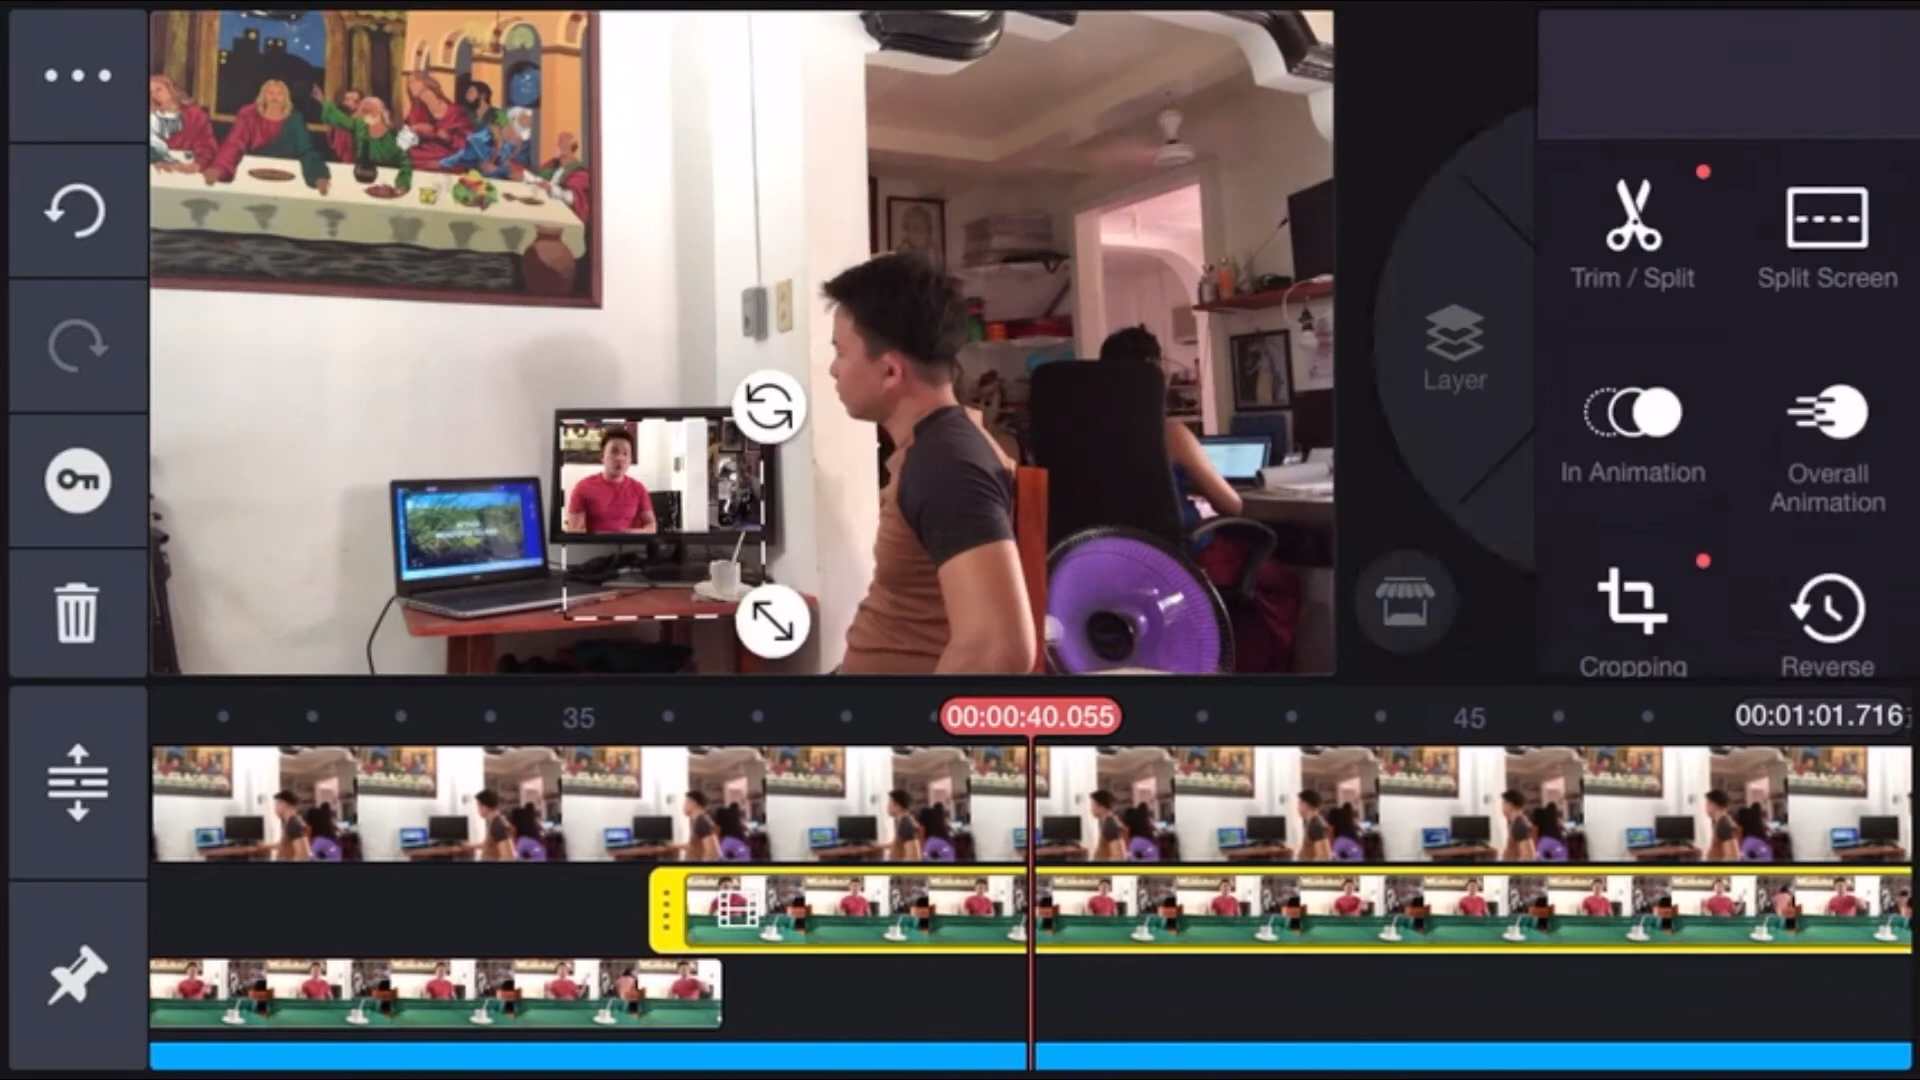 Trim / Split
Split Screen
Layer
In Animation
Overall
Animation
Cropping
Reverse
35
00:00:40.055
45
00:01:01.716